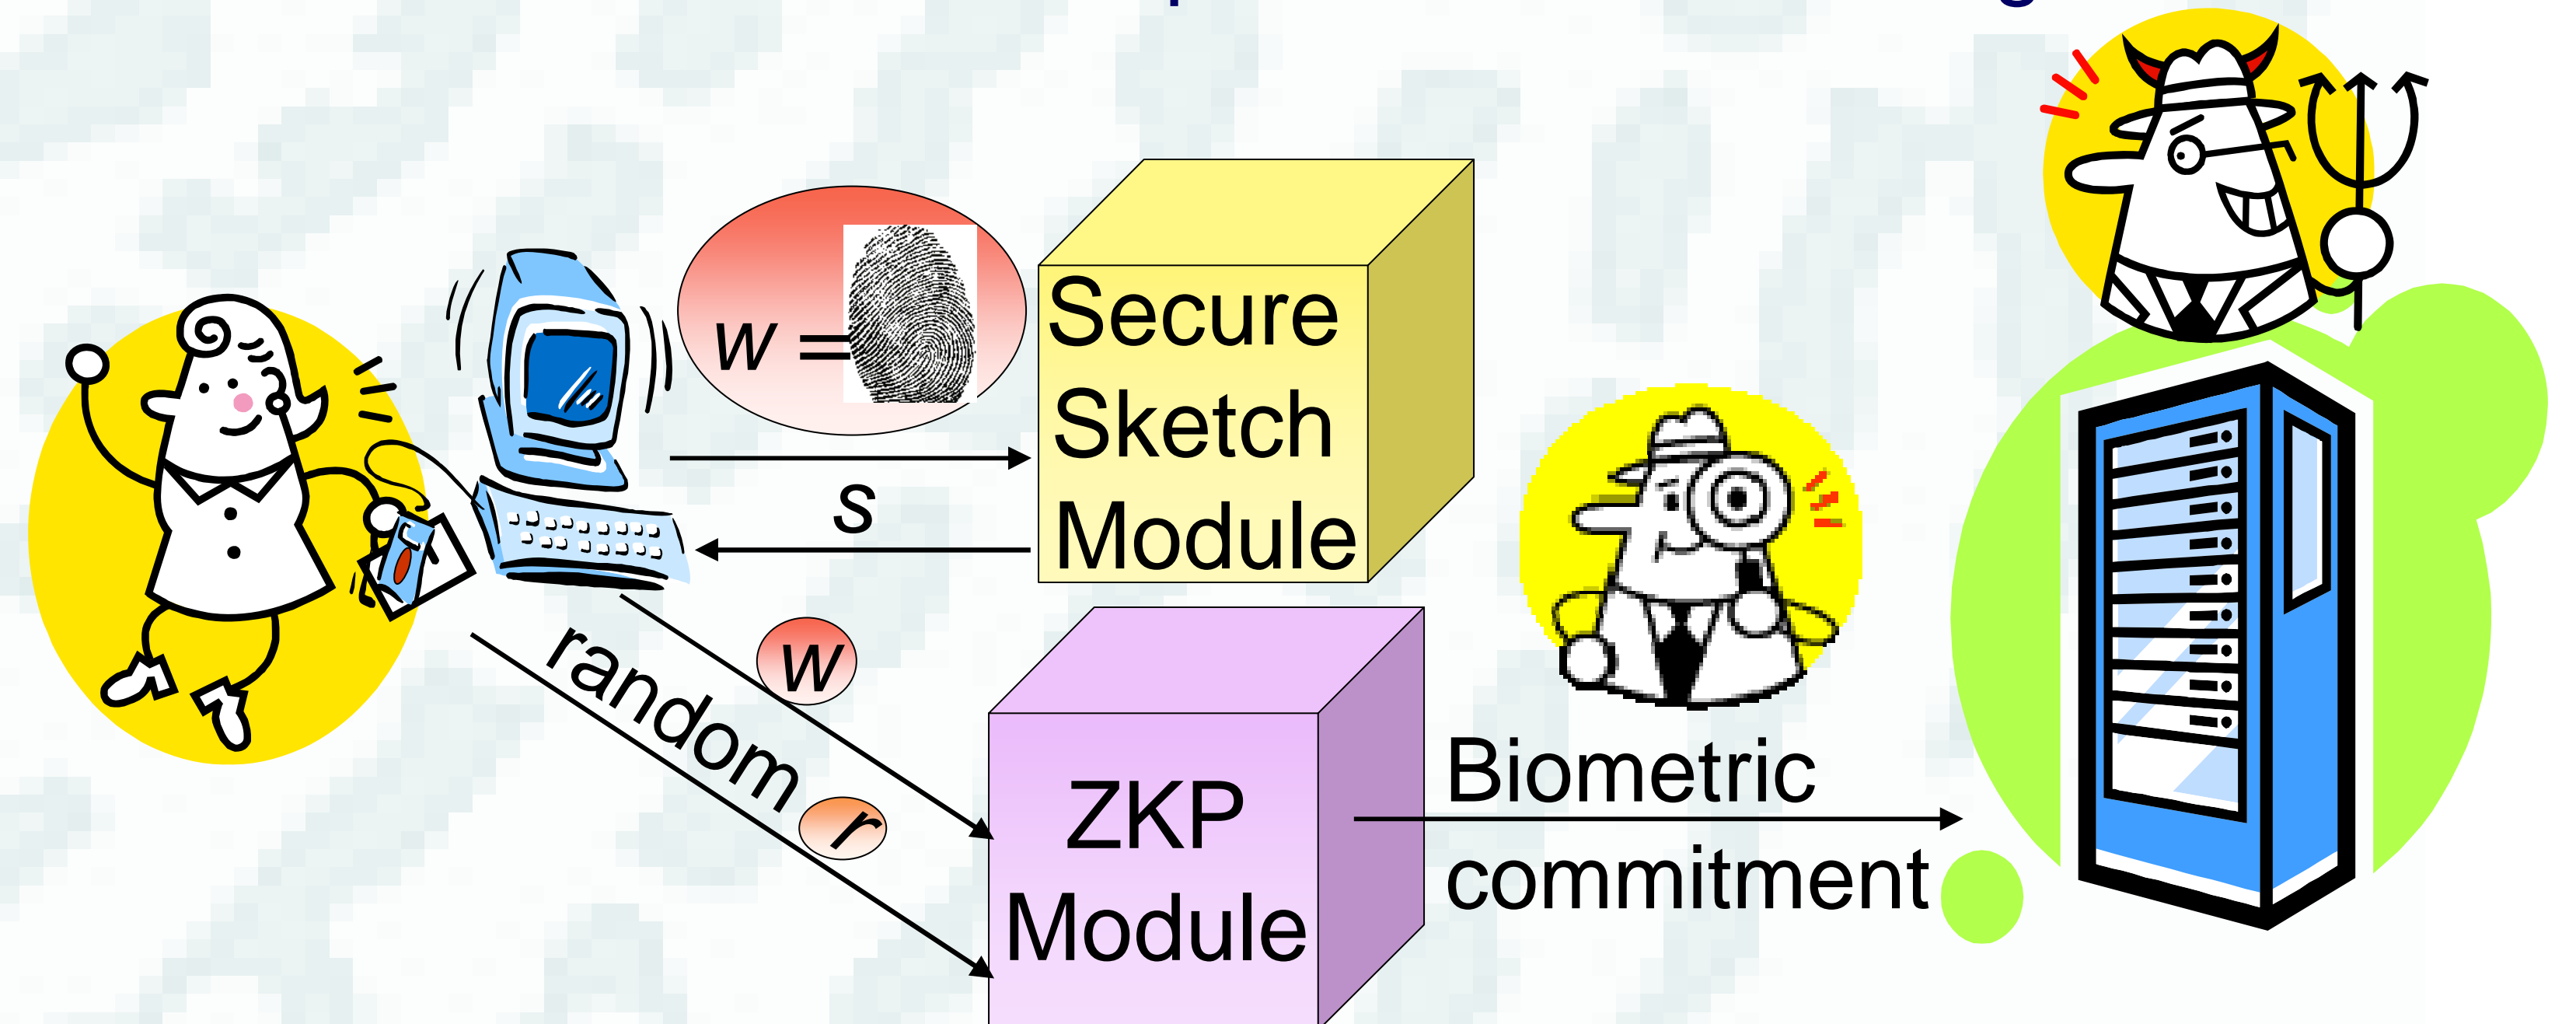 w =
Secure
Sketch
Module
s
w
random r
ZKP
Module
Biometric
commitment